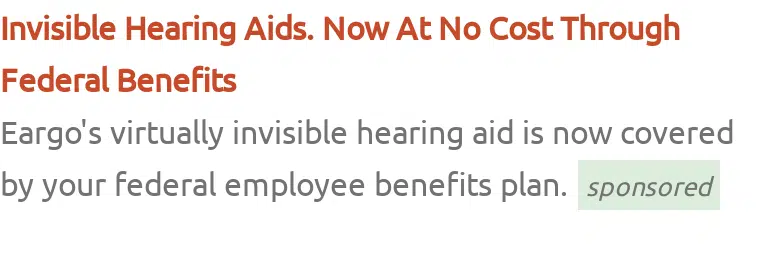 Invisible Hearing Aids. Now At No Cost Through
Federal Benefits
Eargo's virtually invisible hearing aid is now covered
by your federal employee benefits plan. sponsored